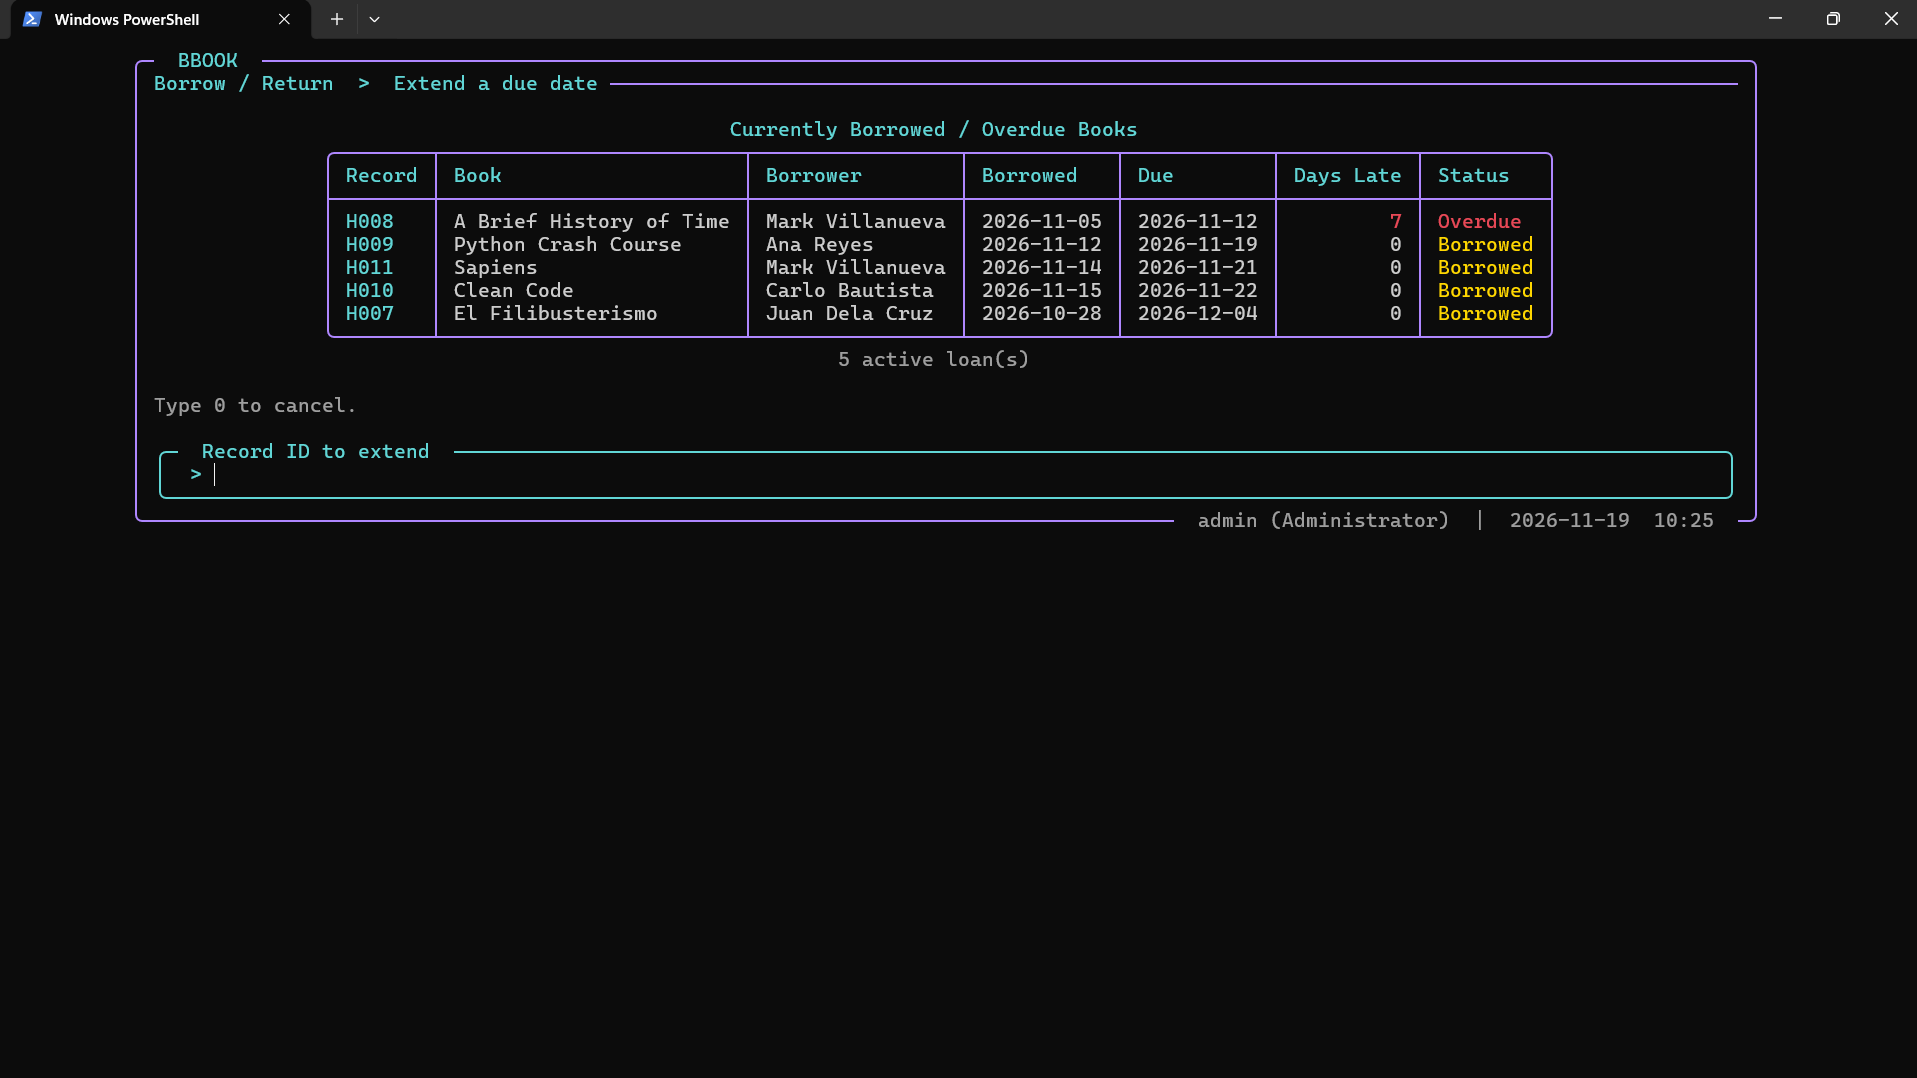 Windows PowerShell
BBOOK
Borrow / Return > Extend a due date
Currently Borrowed / Overdue Books
Record Book Borrower Borrowed Due Days Late Status
H008 A Brief History of Time Mark Villanueva 2026-11-05 2026-11-12 7 Overdue
H009 Python Crash Course Ana Reyes 2026-11-12 2026-11-19 0 Borrowed
H011 Sapiens Mark Villanueva 2026-11-14 2026-11-21 0 Borrowed
H010 Clean Code Carlo Bautista 2026-11-15 2026-11-22 0 Borrowed
H007 El Filibusterismo Juan Dela Cruz 2026-10-28 2026-12-04 0 Borrowed
5 active loan(s)
Type 0 to cancel.
Record ID to extend
>
admin (Administrator) | 2026-11-19 10:25